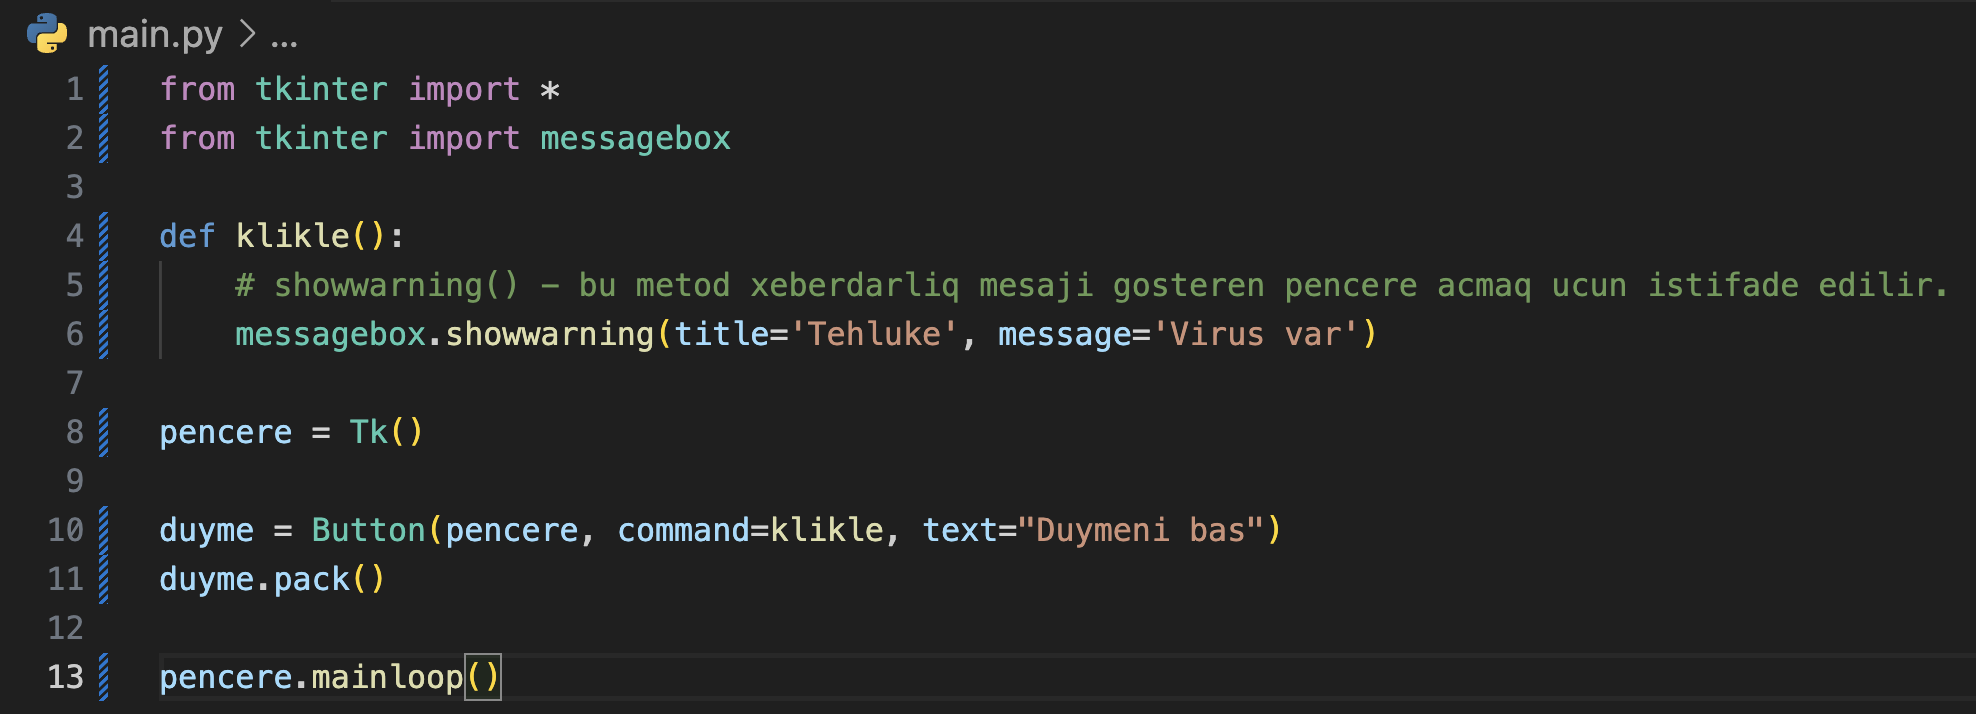 main.py > ...
1 from tkinter import *
2 from tkinter import messagebox
3
4 def klikle():
5     # showwarning() – bu metod xeberdarliq mesaji gosteren pencere acmaq ucun istifade edilir.
6     messagebox.showwarning(title='Tehluke', message='Virus var')
7
8 pencere = Tk()
9
10 duyme = Button(pencere, command=klikle, text="Duymeni bas")
11 duyme.pack()
12
13 pencere.mainloop()